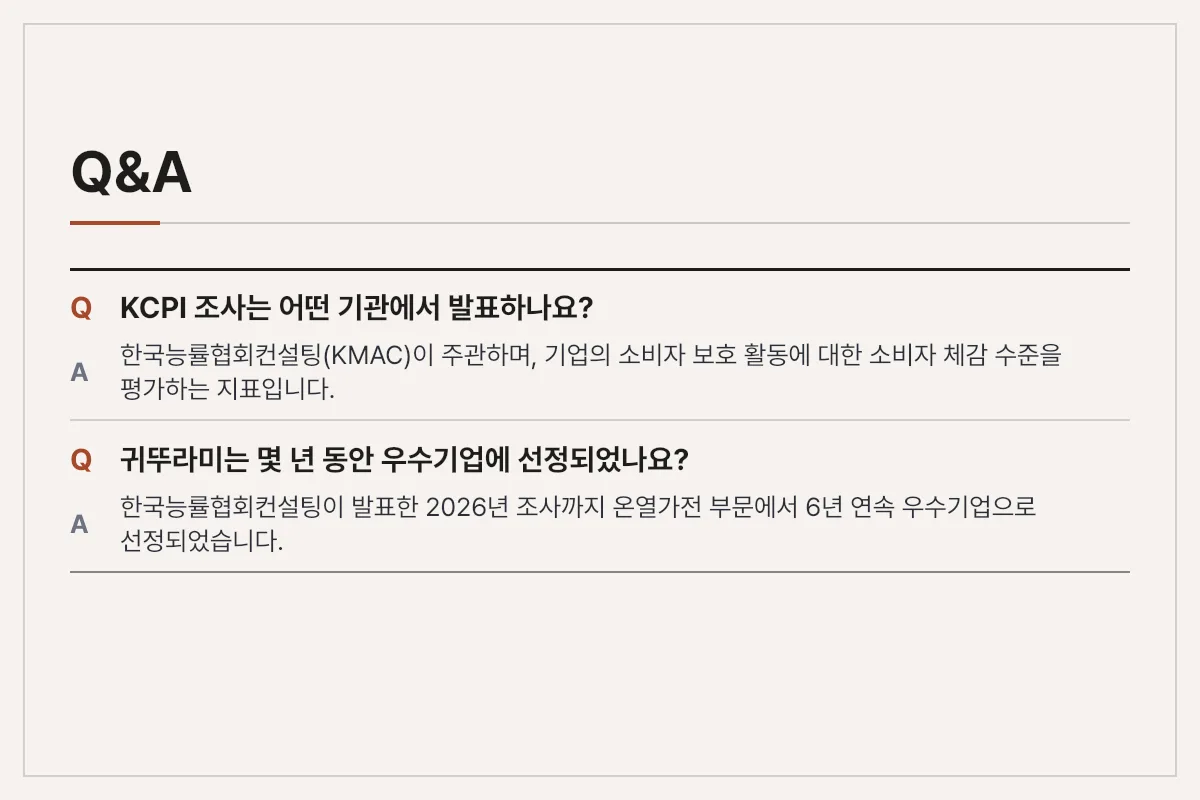 Q&A
Q KCPI 조사는 어떤 기관에서 발표하나요?
A 한국능률협회컨설팅(KMAC)이 주관하며, 기업의 소비자 보호 활동에 대한 소비자 체감 수준을
평가하는 지표입니다.
Q 귀뚜라미는 몇 년 동안 우수기업에 선정되었나요?
A 한국능률협회컨설팅이 발표한 2026년 조사까지 온열가전 부문에서 6년 연속 우수기업으로
선정되었습니다.